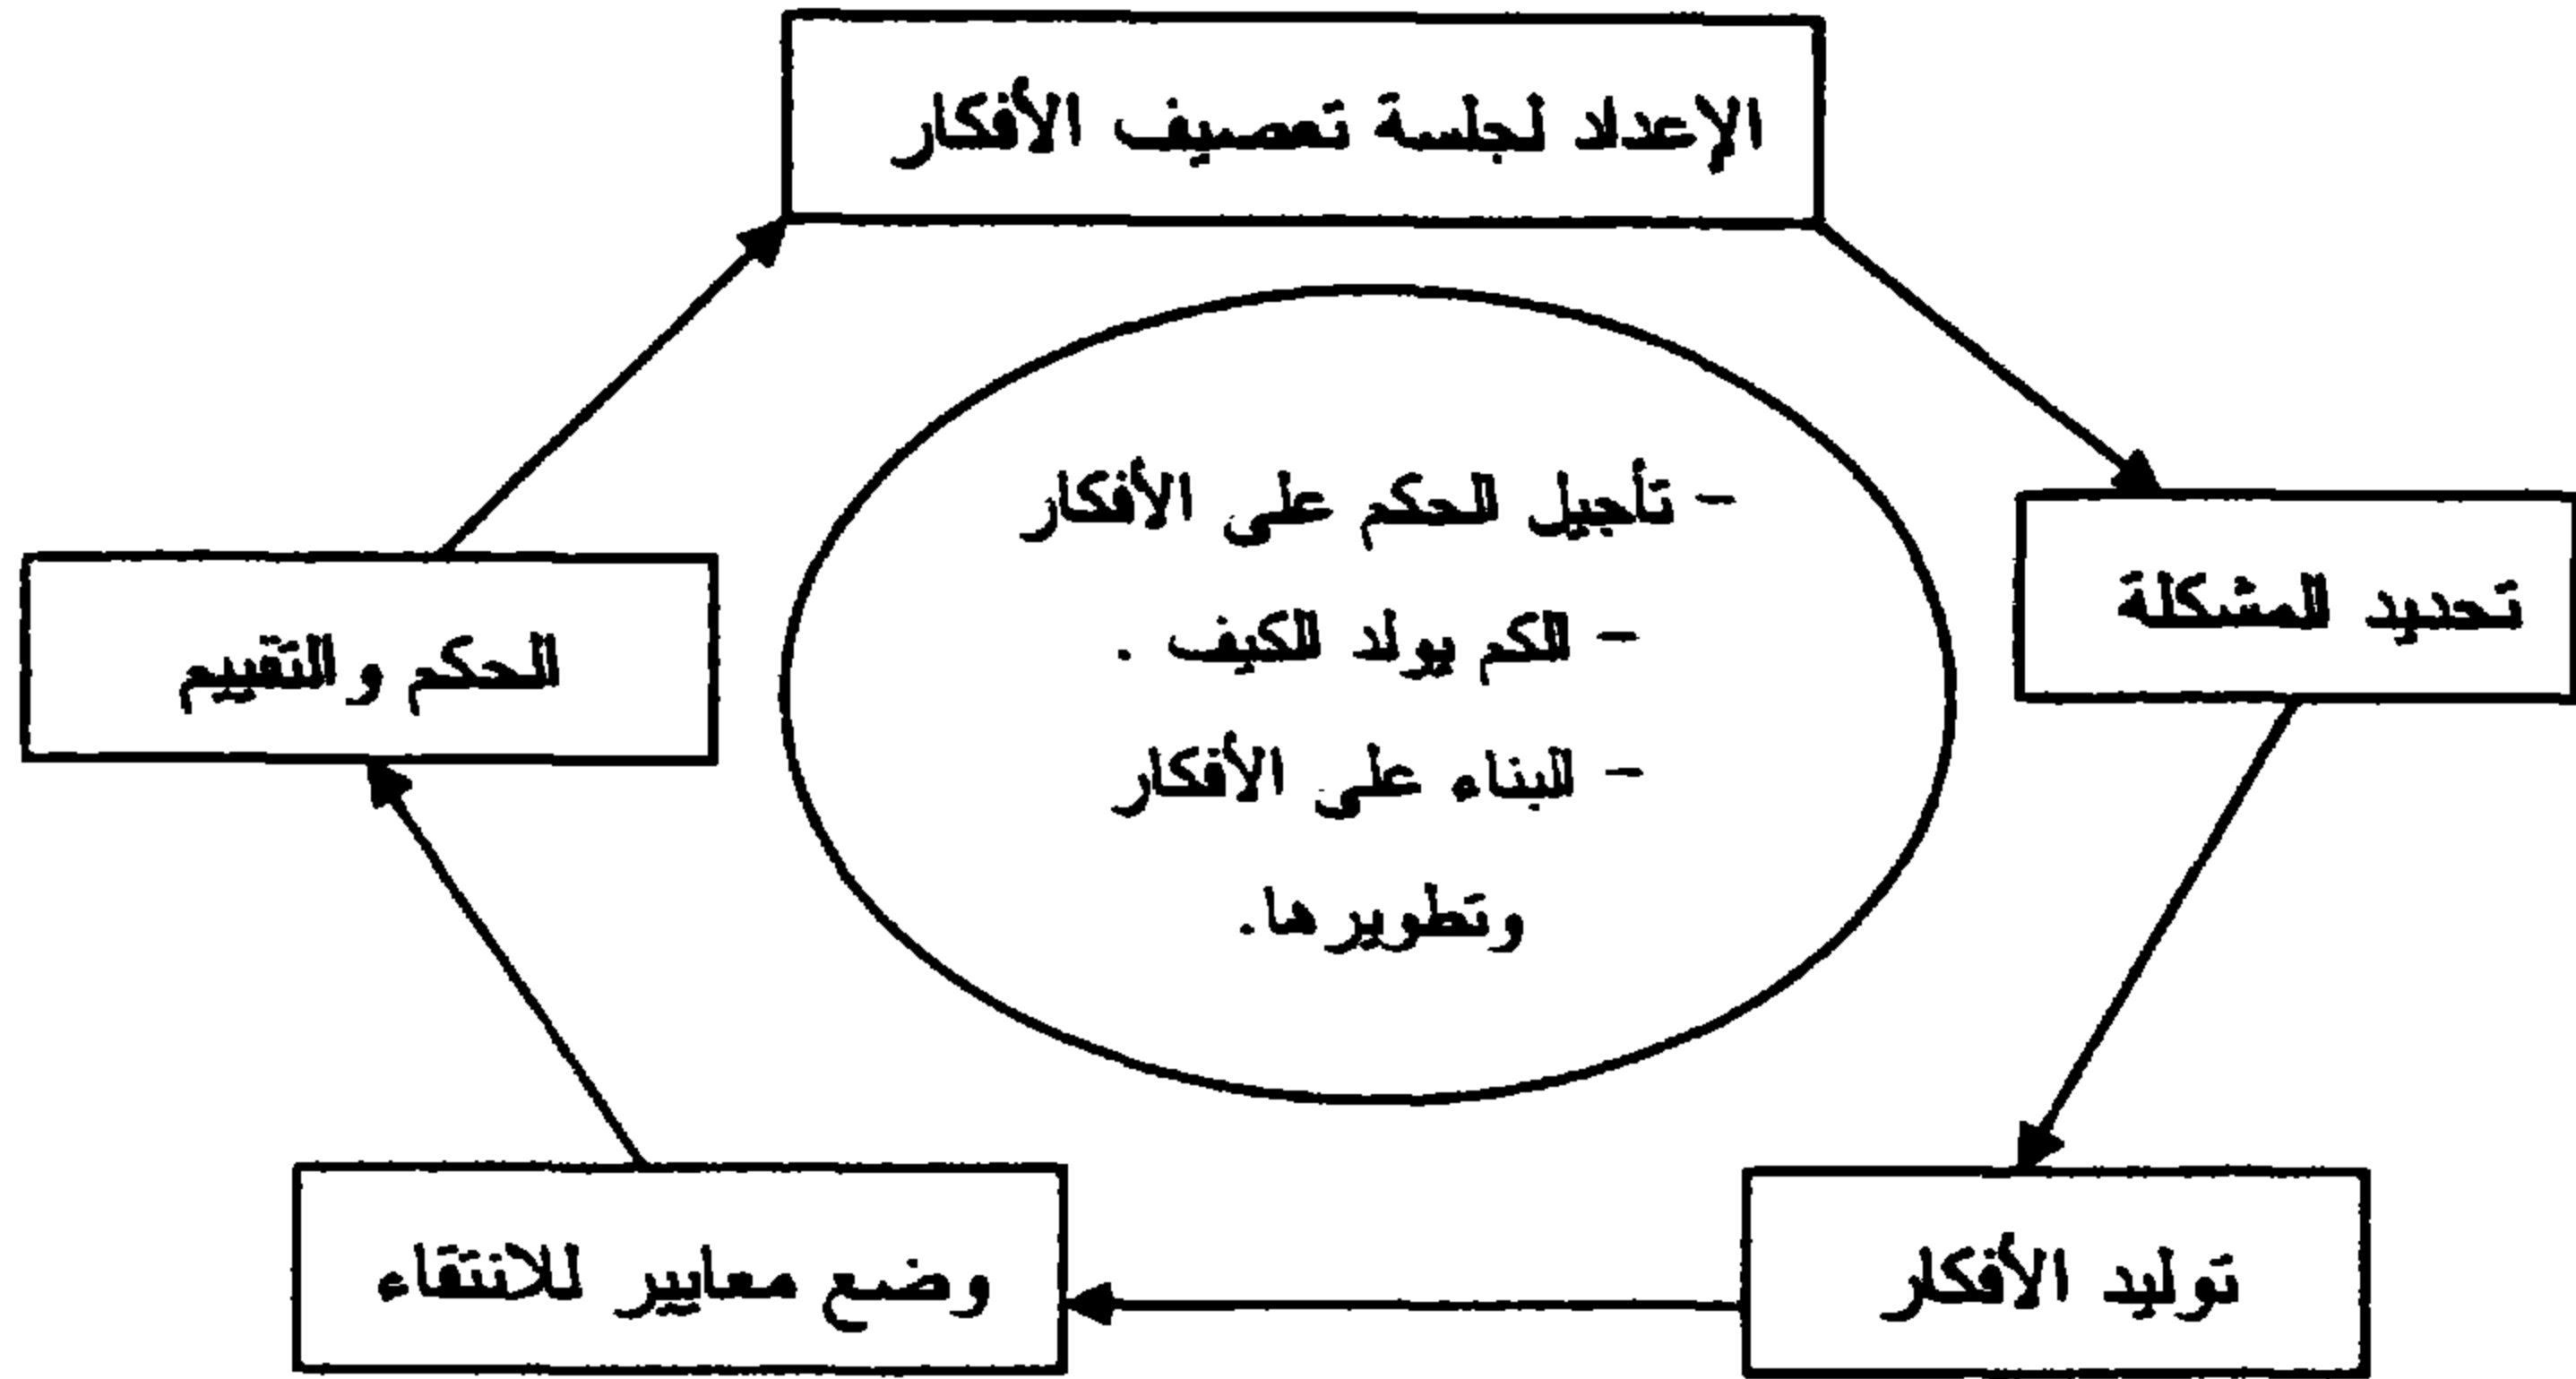 الإعداد لجلسة تعصيف الأفكار
- تأجيل الحكم على الأفكار
- الكم يولد الكيف .
- البناء على الأفكار
وتطويرها.
تحديد المشكلة
الحكم والتقييم
توليد الأفكار
وضع معايير للانتقاء